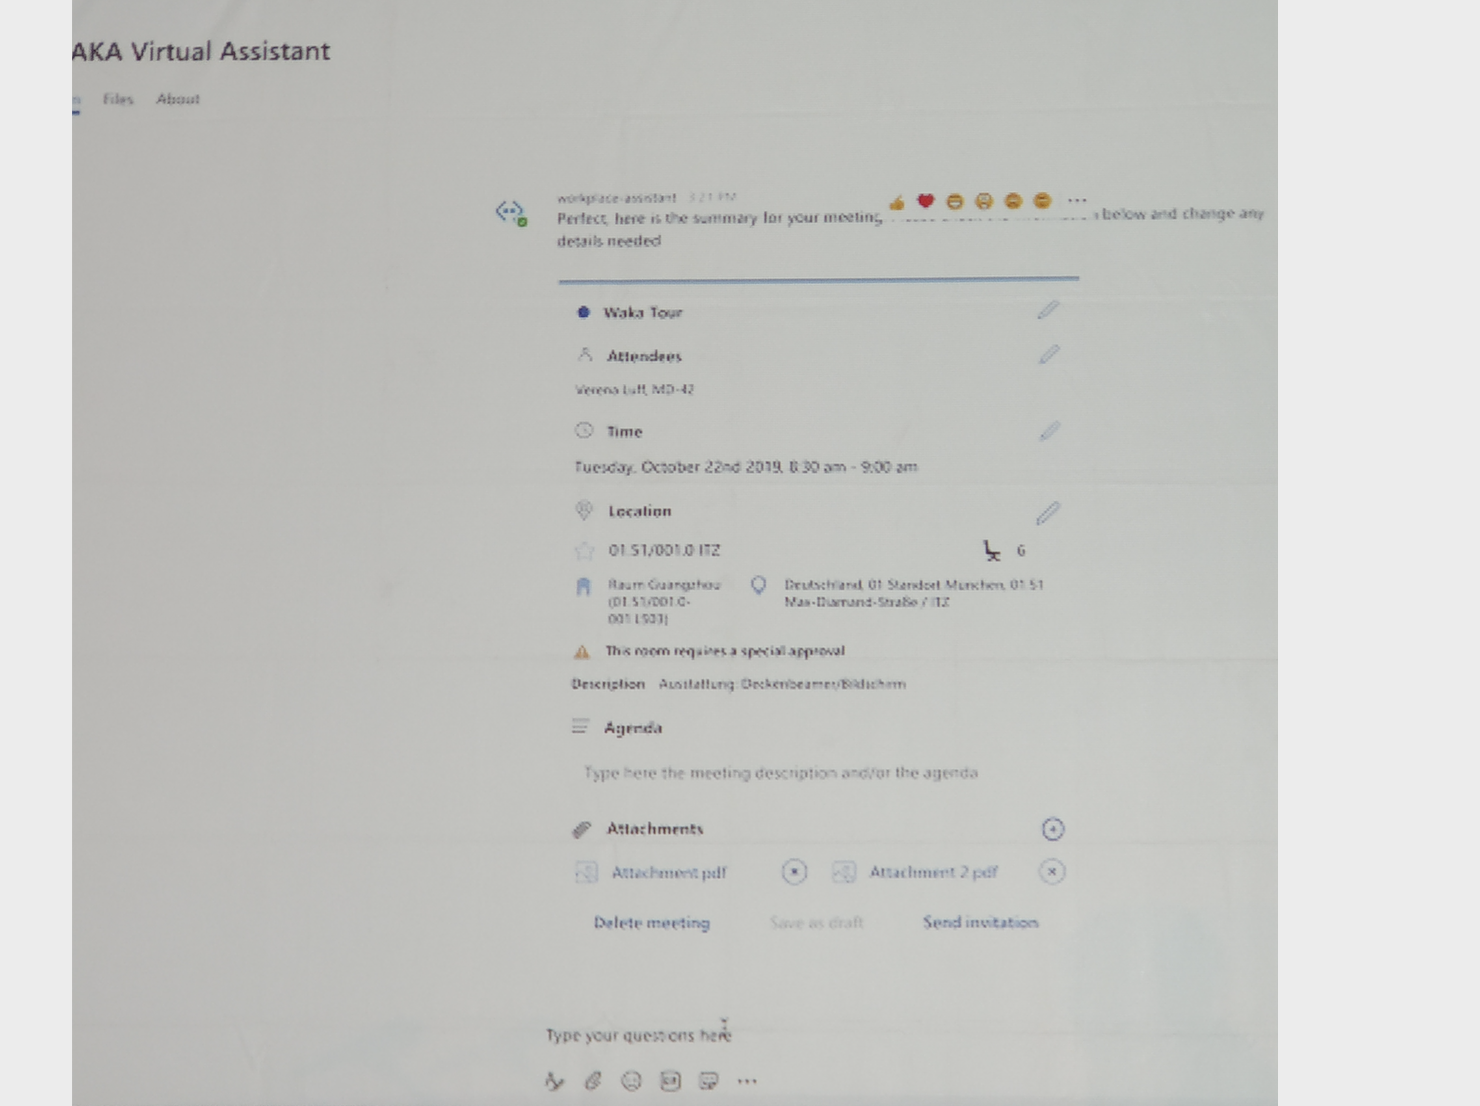 AKA Virtual Assistant
Files About
workplace-assistant 3:21 PM
Perfect, here is the summary for your meeting below and change any
details needed
Waka Tour
Attendees
Verena Luff, MD-42
Time
Tuesday, October 22nd 2019, 8:30 am - 9:00 am
Location
01.51/001.0 ITZ 6
Raum Guangzhou
(01.51/001.0-
Deutschland, 01 Standort München, 01.51
Max-Diamand-Straße / ITZ
This room requires a special approval
Description Ausstattung: Deckenbeamer/Bildschirm
Agenda
Type here the meeting description and/or the agenda
Attachments
Attachment.pdf Attachment 2.pdf
Delete meeting Save as draft Send invitation
Type your questions here